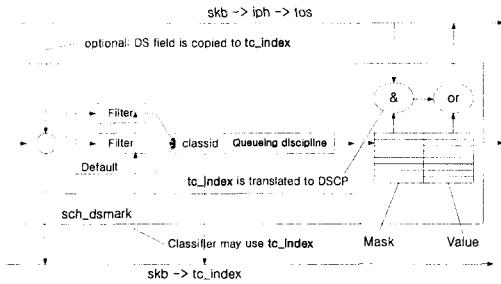 skb -> iph -> tos
optional: DS field is copied to tc_index
& or
Filter
Filter
classid Queueing discipline
Default
tc_index is translated to DSCP
sch_dsmark
Classifier may use tc_index
Mask Value
skb -> tc_index